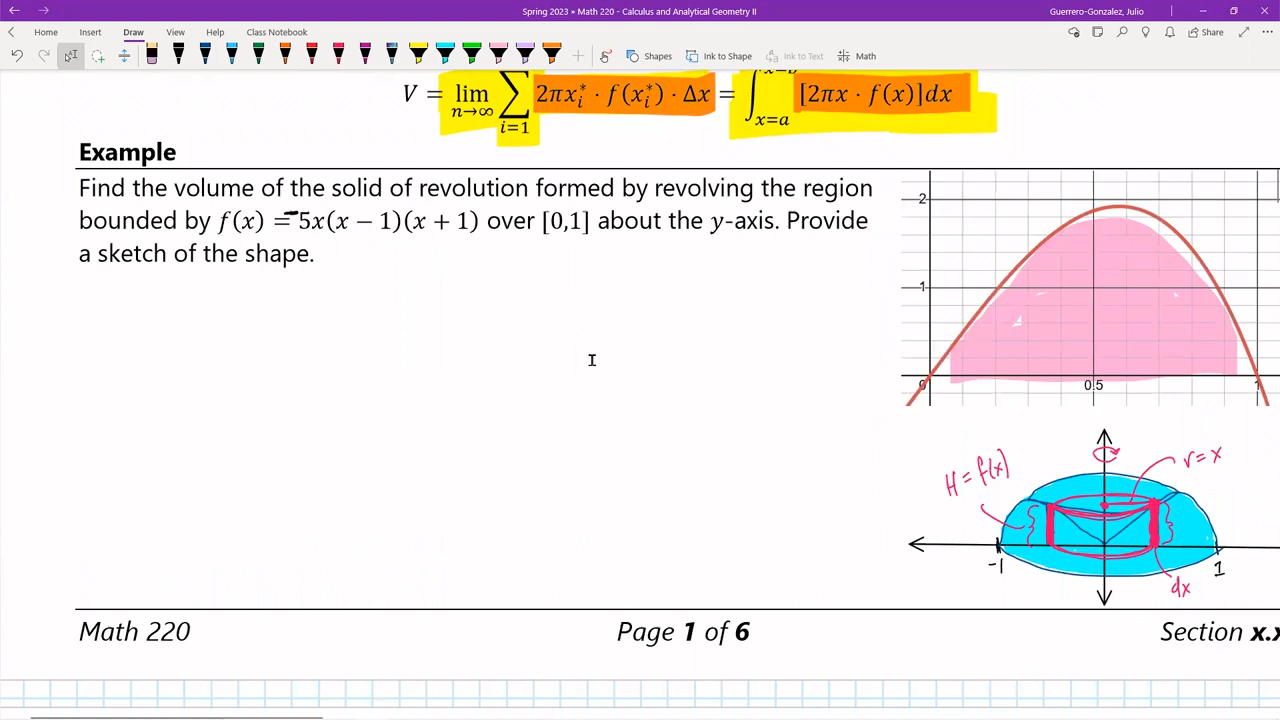 Spring 2023 » Math 220 - Calculus and Analytical Geometry II
Guerrero-Gonzalez, Julio
Home Insert Draw View Help Class Notebook
Share
Shapes Ink to Shape Ink to Text Math
V = lim n→∞ ∑ i=1 2πxᵢ* · f(xᵢ*) · Δx = ∫ x=a x=b [2πx · f(x)]dx
Example
Find the volume of the solid of revolution formed by revolving the region
bounded by f(x) = -5x(x − 1)(x + 1) over [0,1] about the y-axis. Provide
a sketch of the shape.
2
1
0 0.5 1
H = f(x)
r = x
-1 1
dx
Math 220 Page 1 of 6 Section x.x